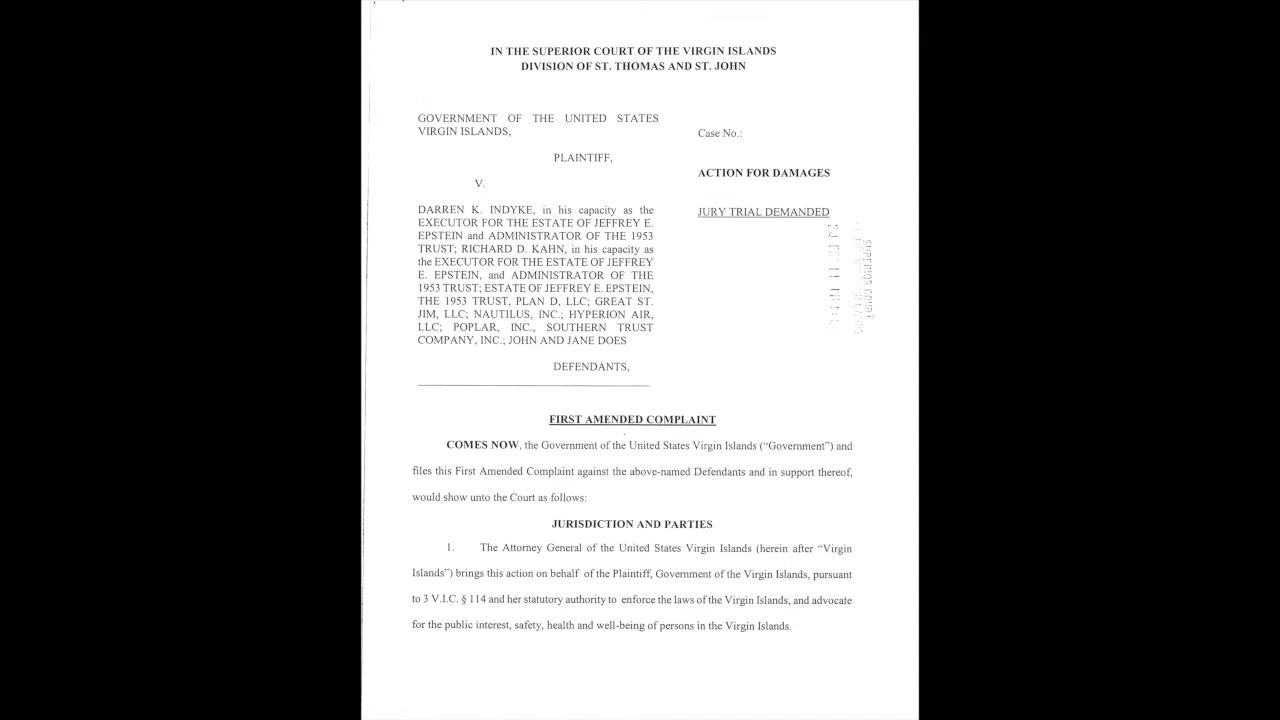 IN THE SUPERIOR COURT OF THE VIRGIN ISLANDS
DIVISION OF ST. THOMAS AND ST. JOHN
GOVERNMENT OF THE UNITED STATES
VIRGIN ISLANDS,
PLAINTIFF,
V.
DARREN K. INDYKE, in his capacity as the
EXECUTOR FOR THE ESTATE OF JEFFREY E.
EPSTEIN and ADMINISTRATOR OF THE 1953
TRUST; RICHARD D. KAHN, in his capacity as
the EXECUTOR FOR THE ESTATE OF JEFFREY
E. EPSTEIN, and ADMINISTRATOR OF THE
1953 TRUST; ESTATE OF JEFFREY E. EPSTEIN,
THE 1953 TRUST, PLAN D, LLC; GREAT ST.
JIM, LLC; NAUTILUS, INC.; HYPERION AIR,
LLC; POPLAR, INC., SOUTHERN TRUST
COMPANY, INC.; JOHN AND JANE DOES
DEFENDANTS,
Case No.:
ACTION FOR DAMAGES
JURY TRIAL DEMANDED
SUPERIOR COURT
FIRST AMENDED COMPLAINT
COMES NOW, the Government of the United States Virgin Islands (“Government”) and
files this First Amended Complaint against the above-named Defendants and in support thereof,
would show unto the Court as follows:
JURISDICTION AND PARTIES
1. The Attorney General of the United States Virgin Islands (herein after “Virgin
Islands”) brings this action on behalf of the Plaintiff, Government of the Virgin Islands, pursuant
to 3 V.I.C. § 114 and her statutory authority to enforce the laws of the Virgin Islands, and advocate
for the public interest, safety, health and well-being of persons in the Virgin Islands.